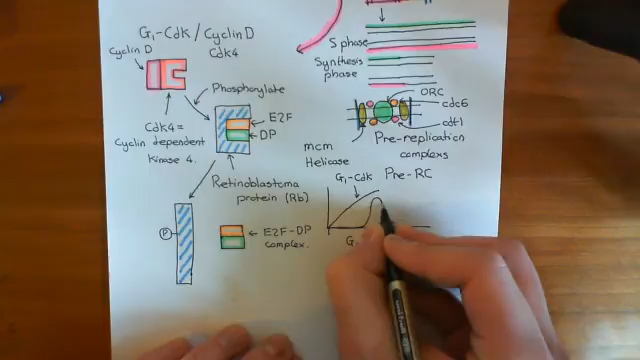 G₁-Cdk / Cyclin D
Cyclin D
Cdk4
Phosphorylate
E2F
DP
Cdk4 =
Cyclin dependent
Kinase 4.
Retinoblastoma
protein (Rb)
P
E2F-DP
complex.
S phase
Synthesis
phase
ORC
cdc6
cdt1
mcm
Helicase
Pre-replication
complexs
Pre-RC
G₁-Cdk
G